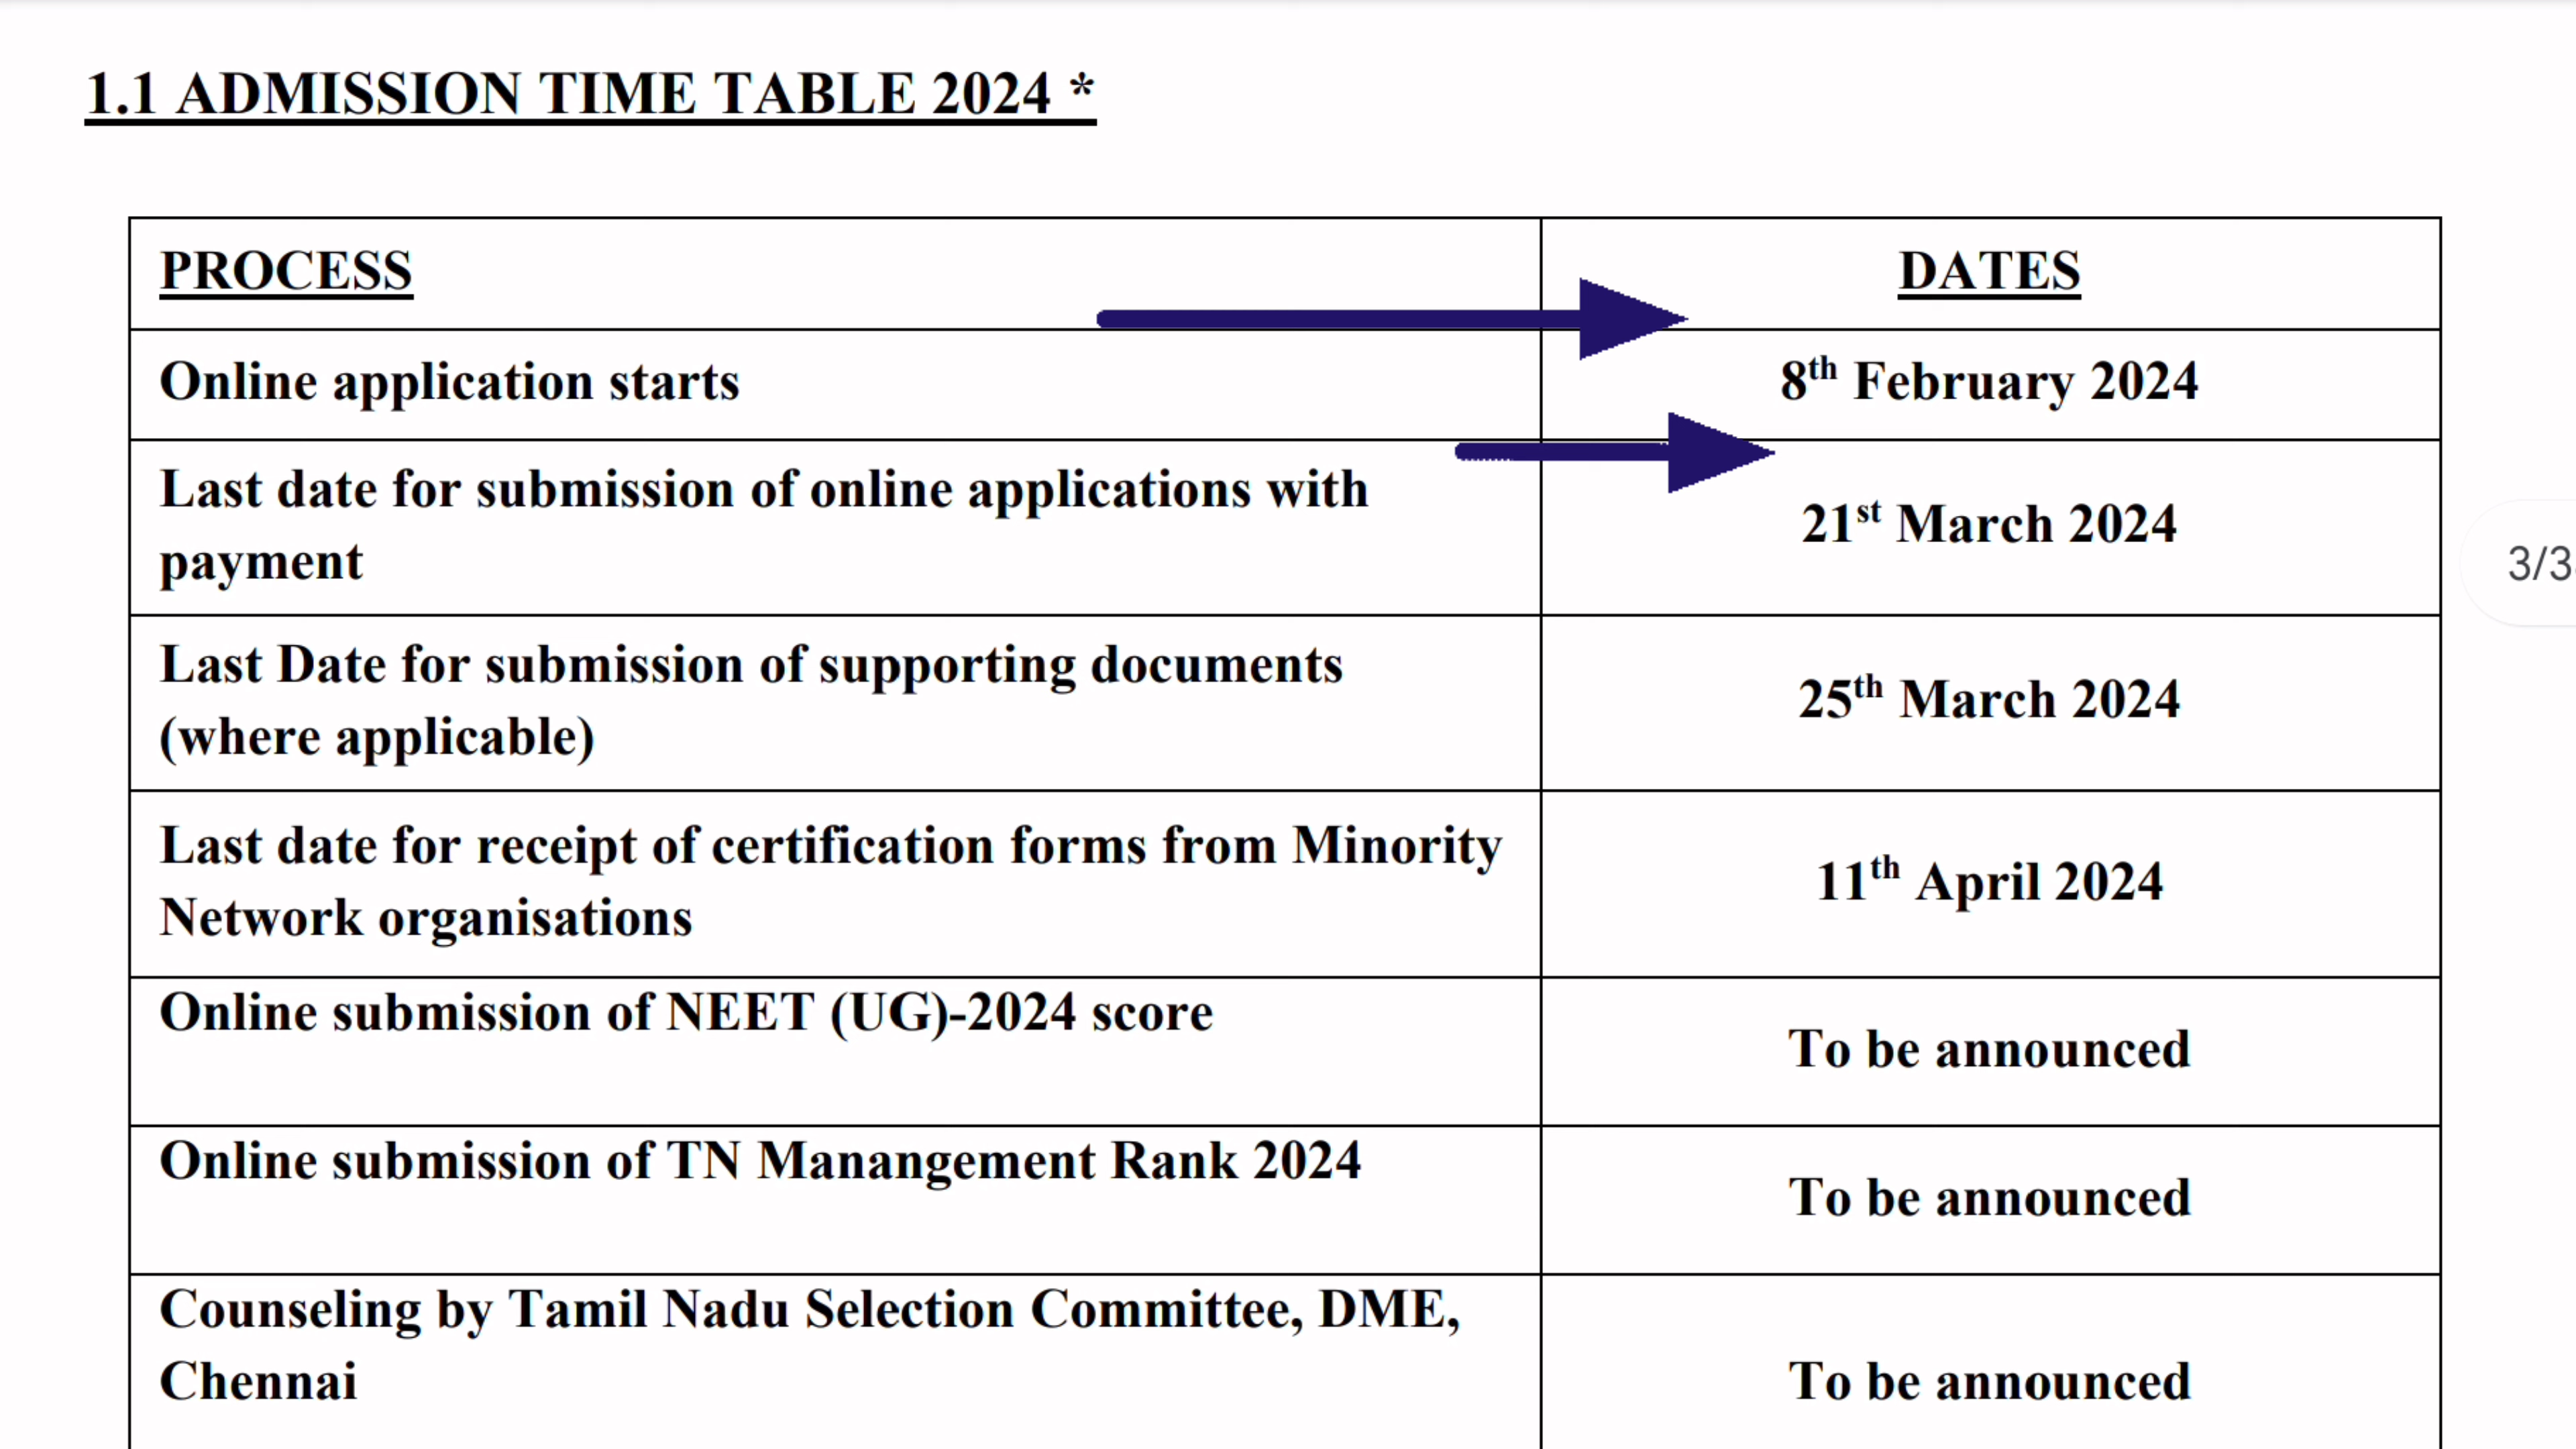 1.1 ADMISSION TIME TABLE 2024 *
PROCESS
DATES
Online application starts
8th February 2024
Last date for submission of online applications with
payment
21st March 2024
Last Date for submission of supporting documents
(where applicable)
25th March 2024
Last date for receipt of certification forms from Minority
Network organisations
11th April 2024
Online submission of NEET (UG)-2024 score
To be announced
Online submission of TN Manangement Rank 2024
To be announced
Counseling by Tamil Nadu Selection Committee, DME,
Chennai
To be announced
3/3